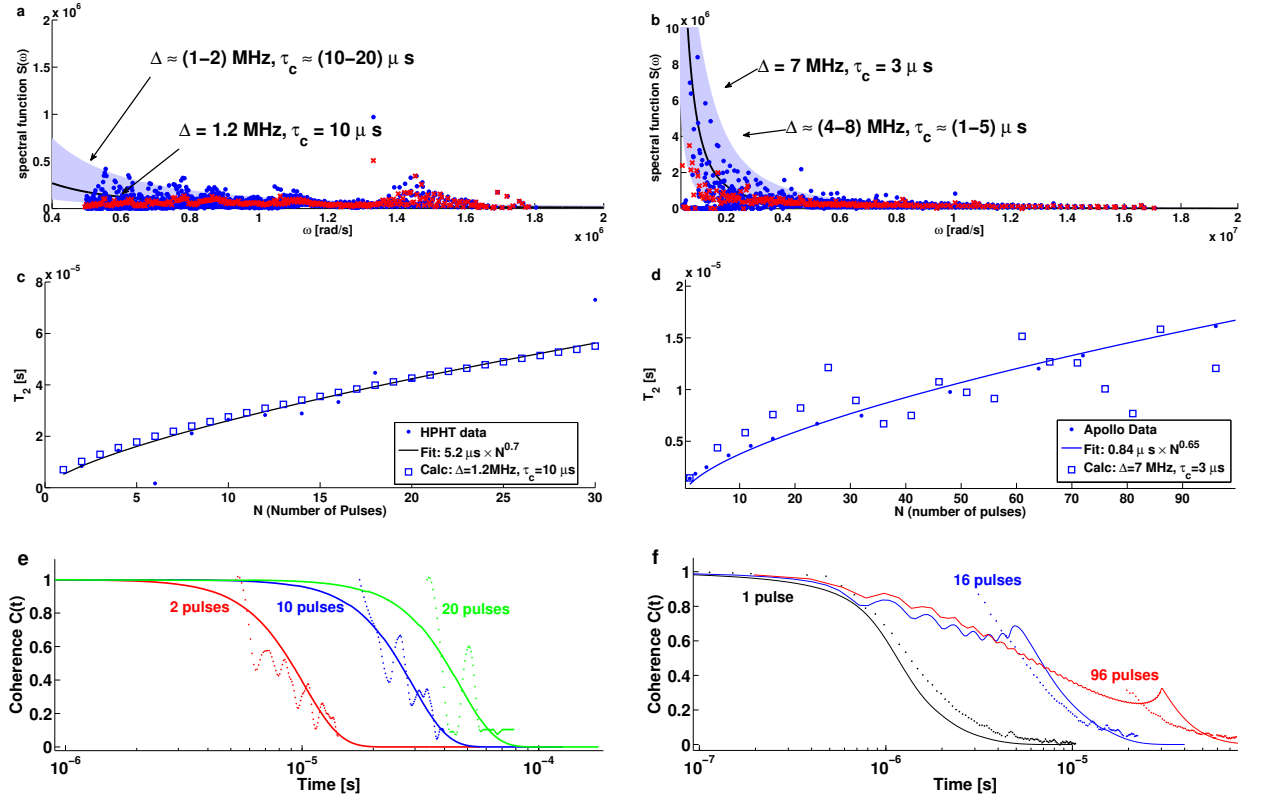 a
x 10^6
spectral function S(ω)
2
1.5
1
0.5
0
Δ ≈ (1−2) MHz, τ_c ≈ (10−20) μ s
Δ = 1.2 MHz, τ_c = 10 μ s
0.4
0.6
0.8
1
1.2
1.4
1.6
1.8
2
ω [rad/s]
x 10^6
b
x 10^6
spectral function S(ω)
10
8
6
4
2
0
Δ = 7 MHz, τ_c = 3 μ s
Δ ≈ (4−8) MHz, τ_c ≈ (1−5) μ s
0.2
0.4
0.6
0.8
1
1.2
1.4
1.6
1.8
2
ω [rad/s]
x 10^7
c
x 10^−5
T_2 [s]
8
6
4
2
0
HPHT data
Fit: 5.2 μs × N^0.7
Calc: Δ=1.2MHz, τ_c=10 μs
0
5
10
15
20
25
30
N (Number of Pulses)
d
x 10^−5
T_2 [s]
2
1.5
1
0.5
Apollo Data
Fit: 0.84 μ s × N^0.65
Calc: Δ=7 MHz, τ_c=3 μs
10
20
30
40
50
60
70
80
90
N (number of pulses)
e
Coherence C(t)
1
0.8
0.6
0.4
0.2
0
2 pulses
10 pulses
20 pulses
10^−6
10^−5
10^−4
Time [s]
f
Coherence C(t)
1
0.8
0.6
0.4
0.2
0
1 pulse
16 pulses
96 pulses
10^−7
10^−6
10^−5
Time [s]